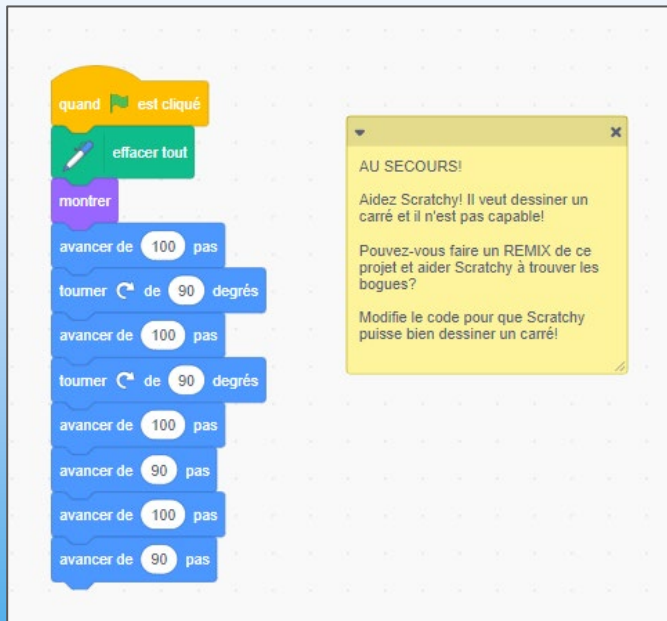 quand est cliqué
effacer tout
montrer
avancer de 100 pas
tourner de 90 degrés
avancer de 100 pas
tourner de 90 degrés
avancer de 100 pas
avancer de 90 pas
avancer de 100 pas
avancer de 90 pas
AU SECOURS!
Aidez Scratchy! Il veut dessiner un
carré et il n'est pas capable!
Pouvez-vous faire un REMIX de ce
projet et aider Scratchy à trouver les
bogues?
Modifie le code pour que Scratchy
puisse bien dessiner un carré!